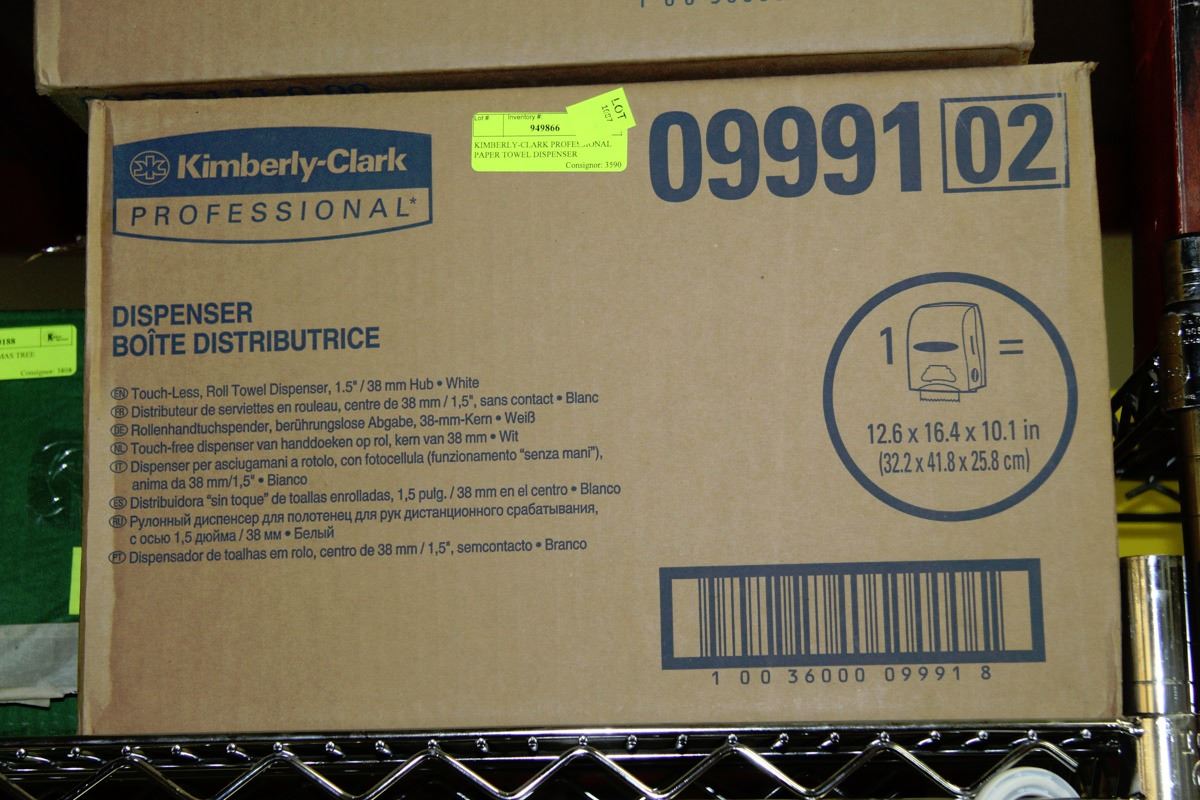 Kimberly-Clark
PROFESSIONAL*
Lot # Inventory #:
949866
LOT
1007
KIMBERLY-CLARK PROFESSIONAL
PAPER TOWEL DISPENSER
Consignor: 3590
09991 02
DISPENSER
BOÎTE DISTRIBUTRICE
EN Touch-Less, Roll Towel Dispenser, 1.5" / 38 mm Hub • White
FR Distributeur de serviettes en rouleau, centre de 38 mm / 1,5", sans contact • Blanc
DE Rollenhandtuchspender, berührungslose Abgabe, 38-mm-Kern • Weiß
NL Touch-free dispenser van handdoeken op rol, kern van 38 mm • Wit
IT Dispenser per asciugamani a rotolo, con fotocellula (funzionamento "senza mani"),
anima da 38 mm/1,5" • Bianco
ES Distribuidora "sin toque" de toallas enrolladas, 1,5 pulg. / 38 mm en el centro • Blanco
RU Рулонный диспенсер для полотенец для рук дистанционного срабатывания,
с осью 1,5 дюйма / 38 мм • Белый
PT Dispensador de toalhas em rolo, centro de 38 mm / 1,5", semcontacto • Branco
1 =
12.6 x 16.4 x 10.1 in
(32.2 x 41.8 x 25.8 cm)
1 00 36000 09991 8
MAS TREE